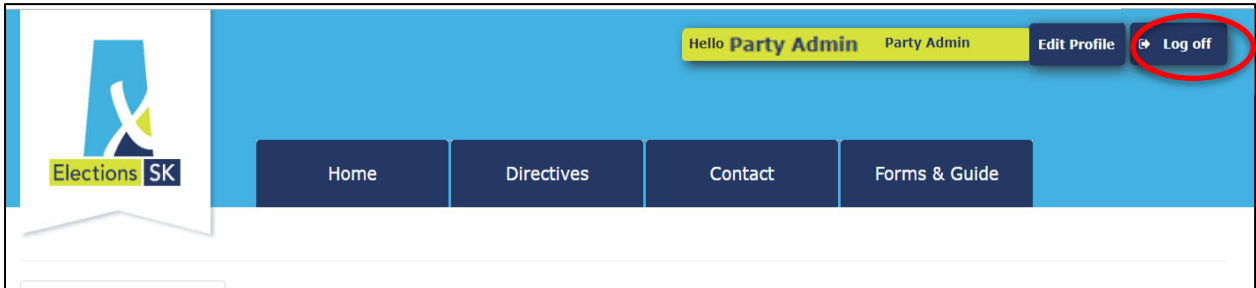 Hello Party Admin Party Admin Edit Profile Log off
Elections SK
Home Directives Contact Forms & Guide